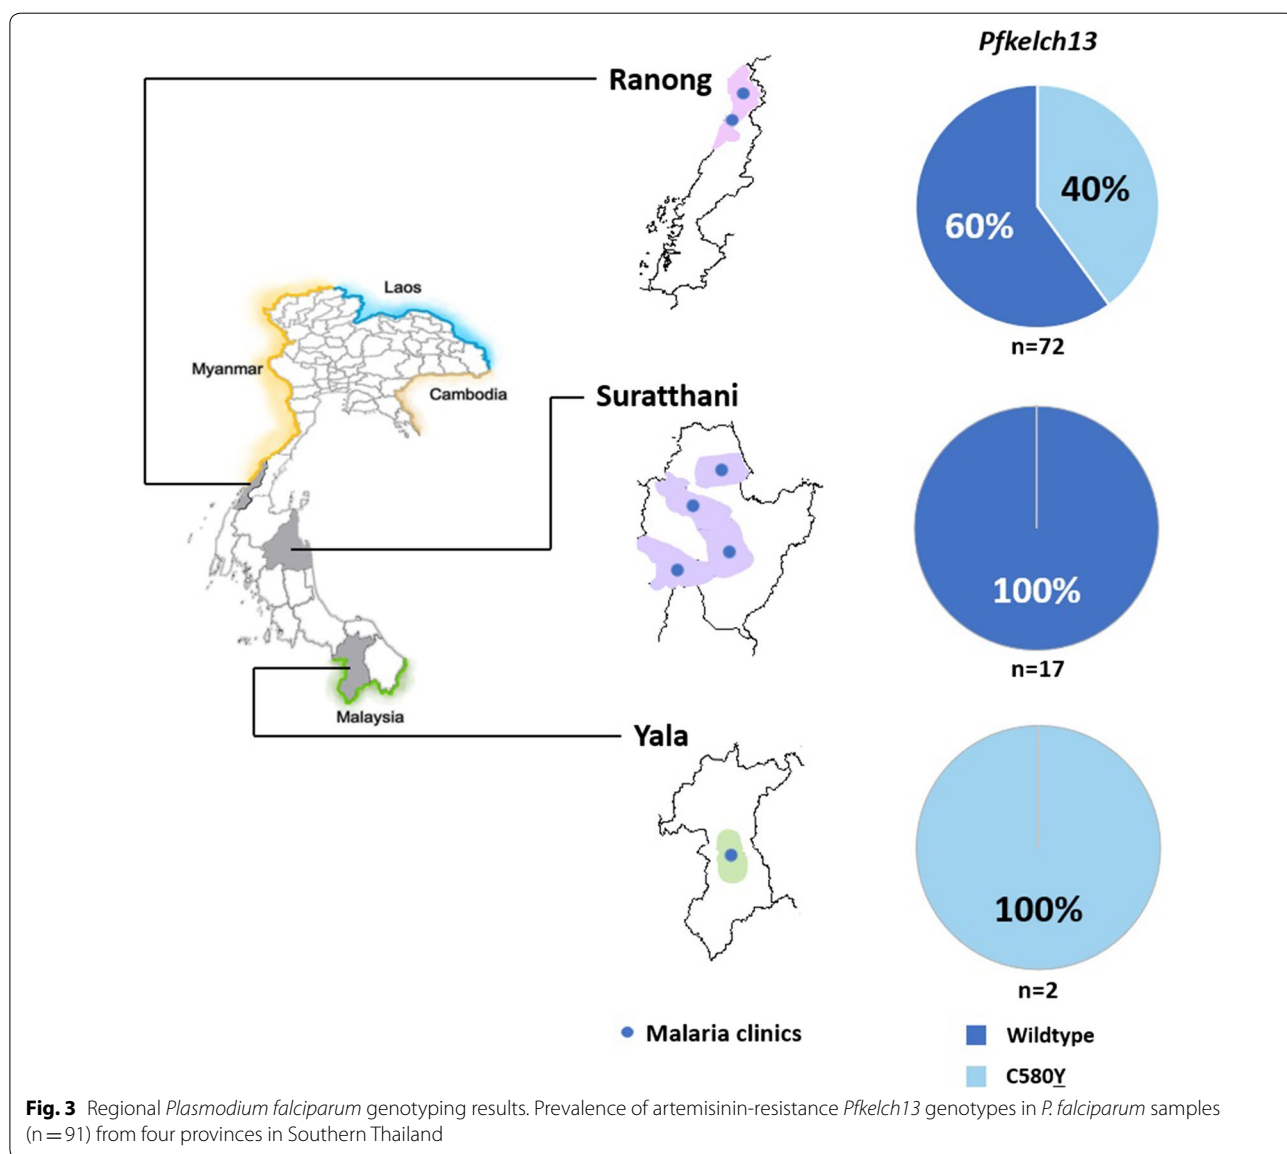 Pfkelch13
Ranong
40%
60%
n=72
Laos
Myanmar
Cambodia
Suratthani
100%
n=17
Malaysia
Yala
100%
n=2
Malaria clinics
Wildtype
C580Y
Fig. 3 Regional Plasmodium falciparum genotyping results. Prevalence of artemisinin-resistance Pfkelch13 genotypes in P. falciparum samples
(n = 91) from four provinces in Southern Thailand